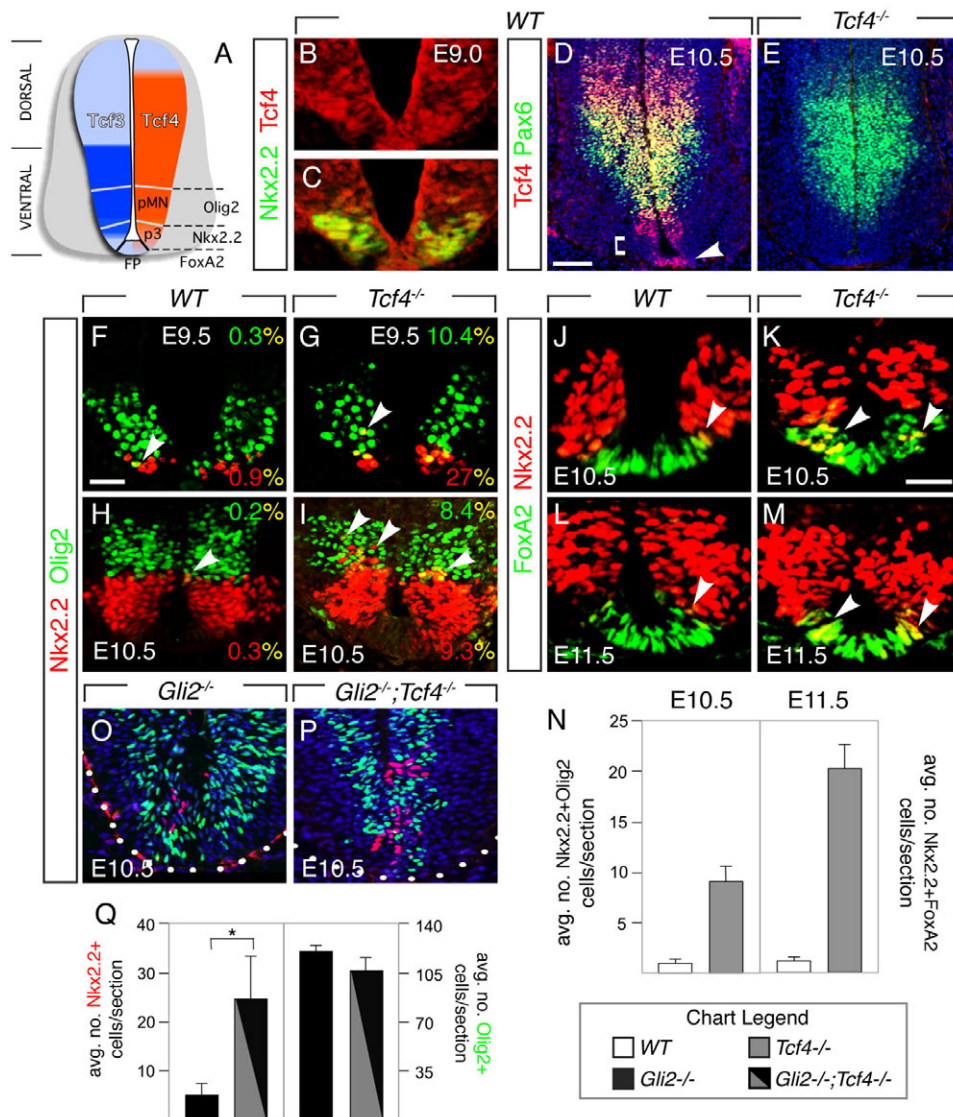 WT
Tcf4-/-
A
DORSAL
VENTRAL
Tcf3
Tcf4
pMN
p3
FP
Olig2
Nkx2.2
FoxA2
Nkx2.2 Tcf4
B
E9.0
C
Tcf4 Pax6
D
E10.5
E
E10.5
WT
Tcf4-/-
WT
Tcf4-/-
Nkx2.2 Olig2
F
E9.5
0.3%
0.9%
G
E9.5
10.4%
27%
H
0.2%
E10.5
0.3%
I
8.4%
E10.5
9.3%
FoxA2 Nkx2.2
J
E10.5
K
E10.5
L
E11.5
M
E11.5
Gli2-/-
Gli2-/-;Tcf4-/-
O
E10.5
P
E10.5
N
E10.5
E11.5
avg. no. Nkx2.2+Olig2
cells/section
25
20
15
10
5
avg. no. Nkx2.2+FoxA2
cells/section
Q
avg. no. Nkx2.2+
cells/section
40
30
20
10
*
140
105
70
35
avg. no. Olig2+
cells/section
Chart Legend
WT
Tcf4-/-
Gli2-/-
Gli2-/-;Tcf4-/-